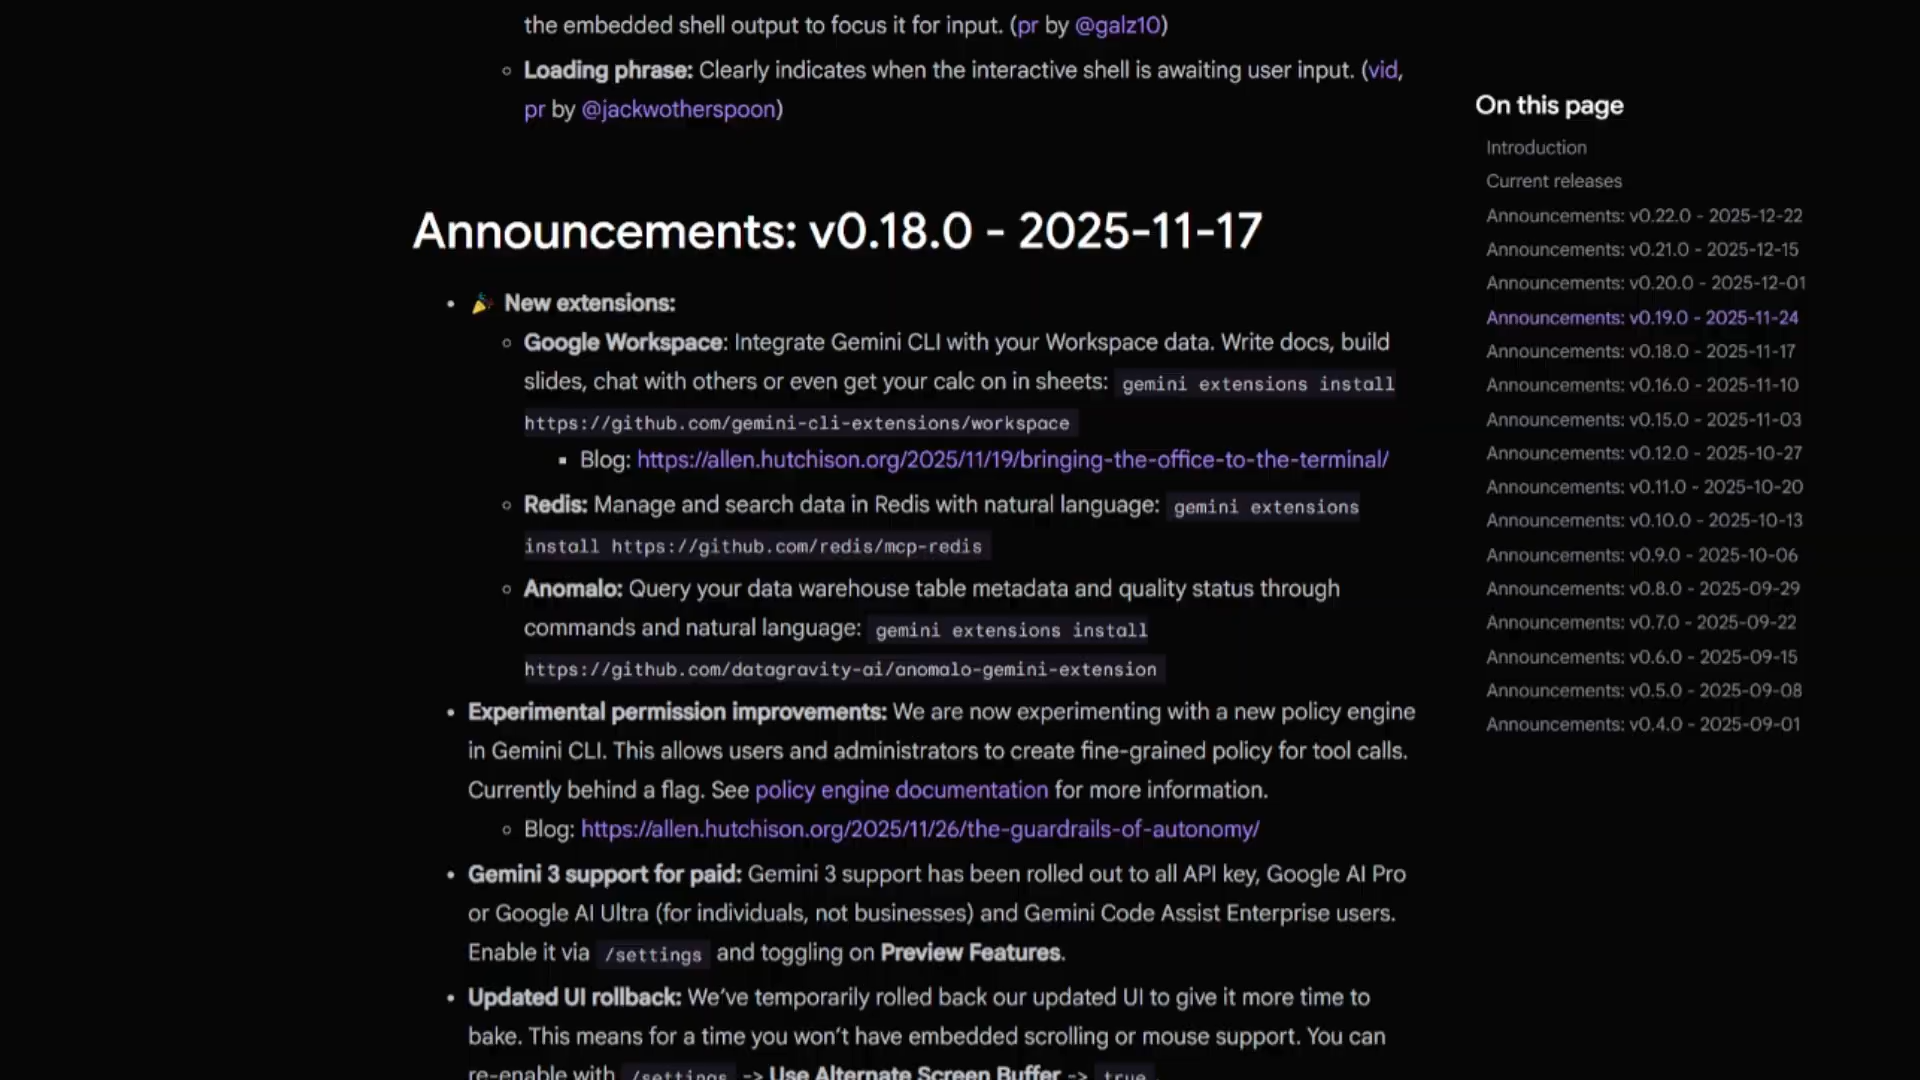 the embedded shell output to focus it for input. (pr by @galz10)
Loading phrase: Clearly indicates when the interactive shell is awaiting user input. (vid,
pr by @jackwotherspoon)
Announcements: v0.18.0 - 2025-11-17
🎉 New extensions:
Google Workspace: Integrate Gemini CLI with your Workspace data. Write docs, build
slides, chat with others or even get your calc on in sheets: gemini extensions install
https://github.com/gemini-cli-extensions/workspace
Blog: https://allen.hutchison.org/2025/11/19/bringing-the-office-to-the-terminal/
Redis: Manage and search data in Redis with natural language: gemini extensions
install https://github.com/redis/mcp-redis
Anomalo: Query your data warehouse table metadata and quality status through
commands and natural language: gemini extensions install
https://github.com/datagravity-ai/anomalo-gemini-extension
Experimental permission improvements: We are now experimenting with a new policy engine
in Gemini CLI. This allows users and administrators to create fine-grained policy for tool calls.
Currently behind a flag. See policy engine documentation for more information.
Blog: https://allen.hutchison.org/2025/11/26/the-guardrails-of-autonomy/
Gemini 3 support for paid: Gemini 3 support has been rolled out to all API key, Google AI Pro
or Google AI Ultra (for individuals, not businesses) and Gemini Code Assist Enterprise users.
Enable it via /settings and toggling on Preview Features.
Updated UI rollback: We've temporarily rolled back our updated UI to give it more time to
bake. This means for a time you won't have embedded scrolling or mouse support. You can
re-enable with /settings -> Use Alternate Screen Buffer -> true.
On this page
Introduction
Current releases
Announcements: v0.22.0 - 2025-12-22
Announcements: v0.21.0 - 2025-12-15
Announcements: v0.20.0 - 2025-12-01
Announcements: v0.19.0 - 2025-11-24
Announcements: v0.18.0 - 2025-11-17
Announcements: v0.16.0 - 2025-11-10
Announcements: v0.15.0 - 2025-11-03
Announcements: v0.12.0 - 2025-10-27
Announcements: v0.11.0 - 2025-10-20
Announcements: v0.10.0 - 2025-10-13
Announcements: v0.9.0 - 2025-10-06
Announcements: v0.8.0 - 2025-09-29
Announcements: v0.7.0 - 2025-09-22
Announcements: v0.6.0 - 2025-09-15
Announcements: v0.5.0 - 2025-09-08
Announcements: v0.4.0 - 2025-09-01